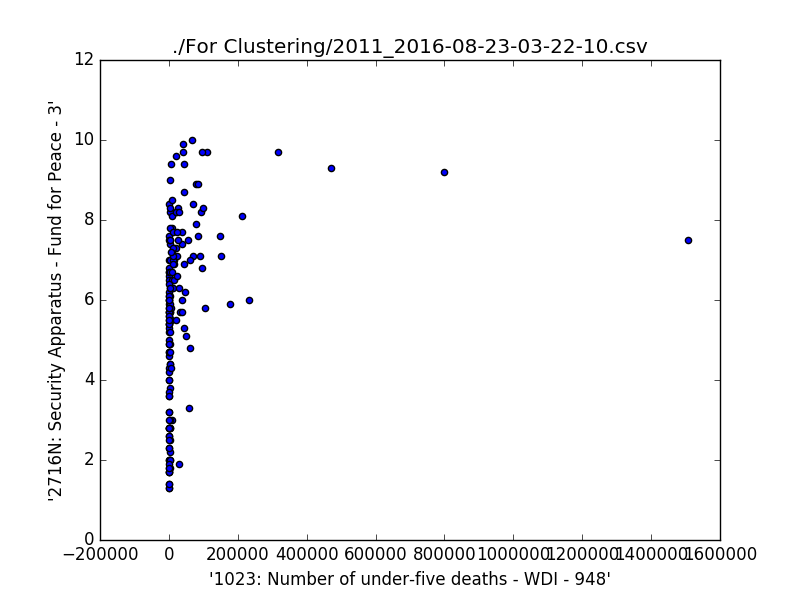 ./For Clustering/2011_2016-08-23-03-22-10.csv
12
10
8
6
4
2
0
'2716N: Security Apparatus - Fund for Peace - 3'
−200000 0 200000 400000 600000 800000 1000000 1200000 1400000 1600000
'1023: Number of under-five deaths - WDI - 948'